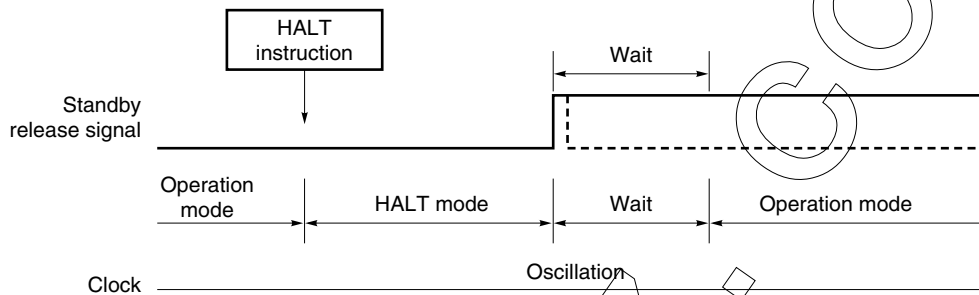 HALT
instruction
Wait
Standby
release signal
Operation
mode
HALT mode
Wait
Operation mode
Oscillation
Clock